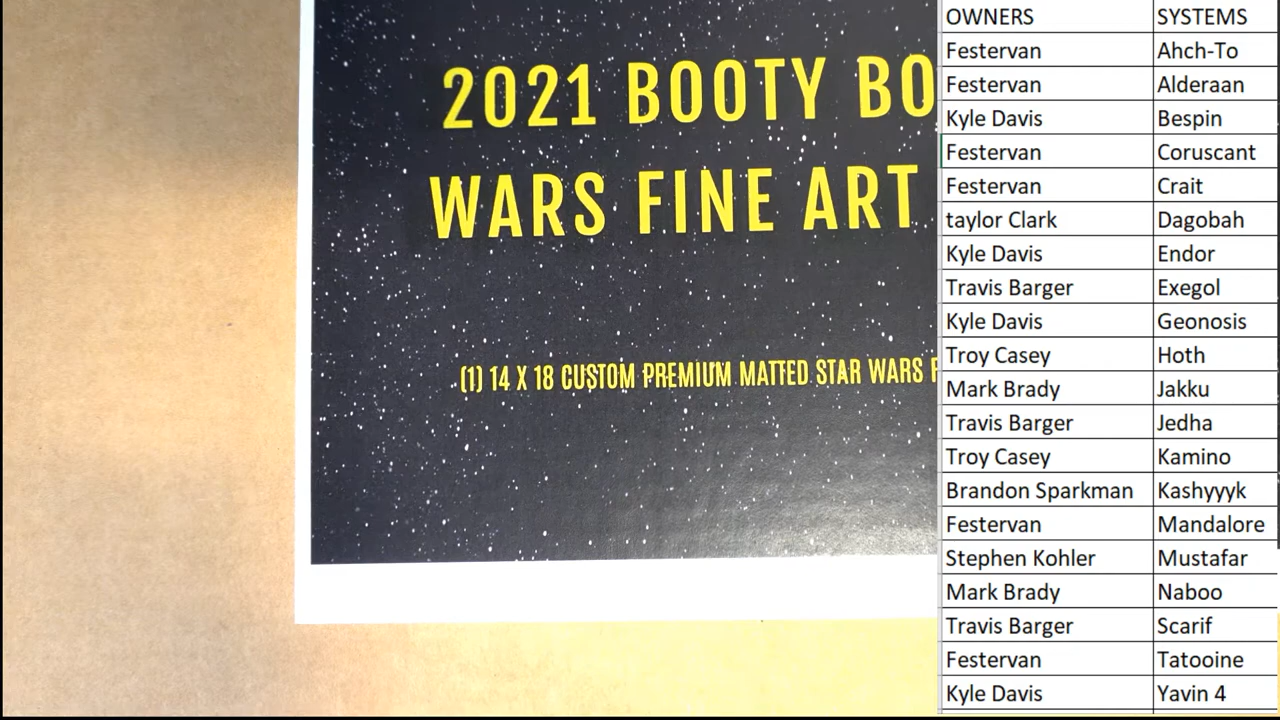 2021 BOOTY BO
WARS FINE ART
(1) 14 X 18 CUSTOM PREMIUM MATTED STAR WARS
OWNERS SYSTEMS
Festervan Ahch-To
Festervan Alderaan
Kyle Davis Bespin
Festervan Coruscant
Festervan Crait
taylor Clark Dagobah
Kyle Davis Endor
Travis Barger Exegol
Kyle Davis Geonosis
Troy Casey Hoth
Mark Brady Jakku
Travis Barger Jedha
Troy Casey Kamino
Brandon Sparkman Kashyyyk
Festervan Mandalore
Stephen Kohler Mustafar
Mark Brady Naboo
Travis Barger Scarif
Festervan Tatooine
Kyle Davis Yavin 4